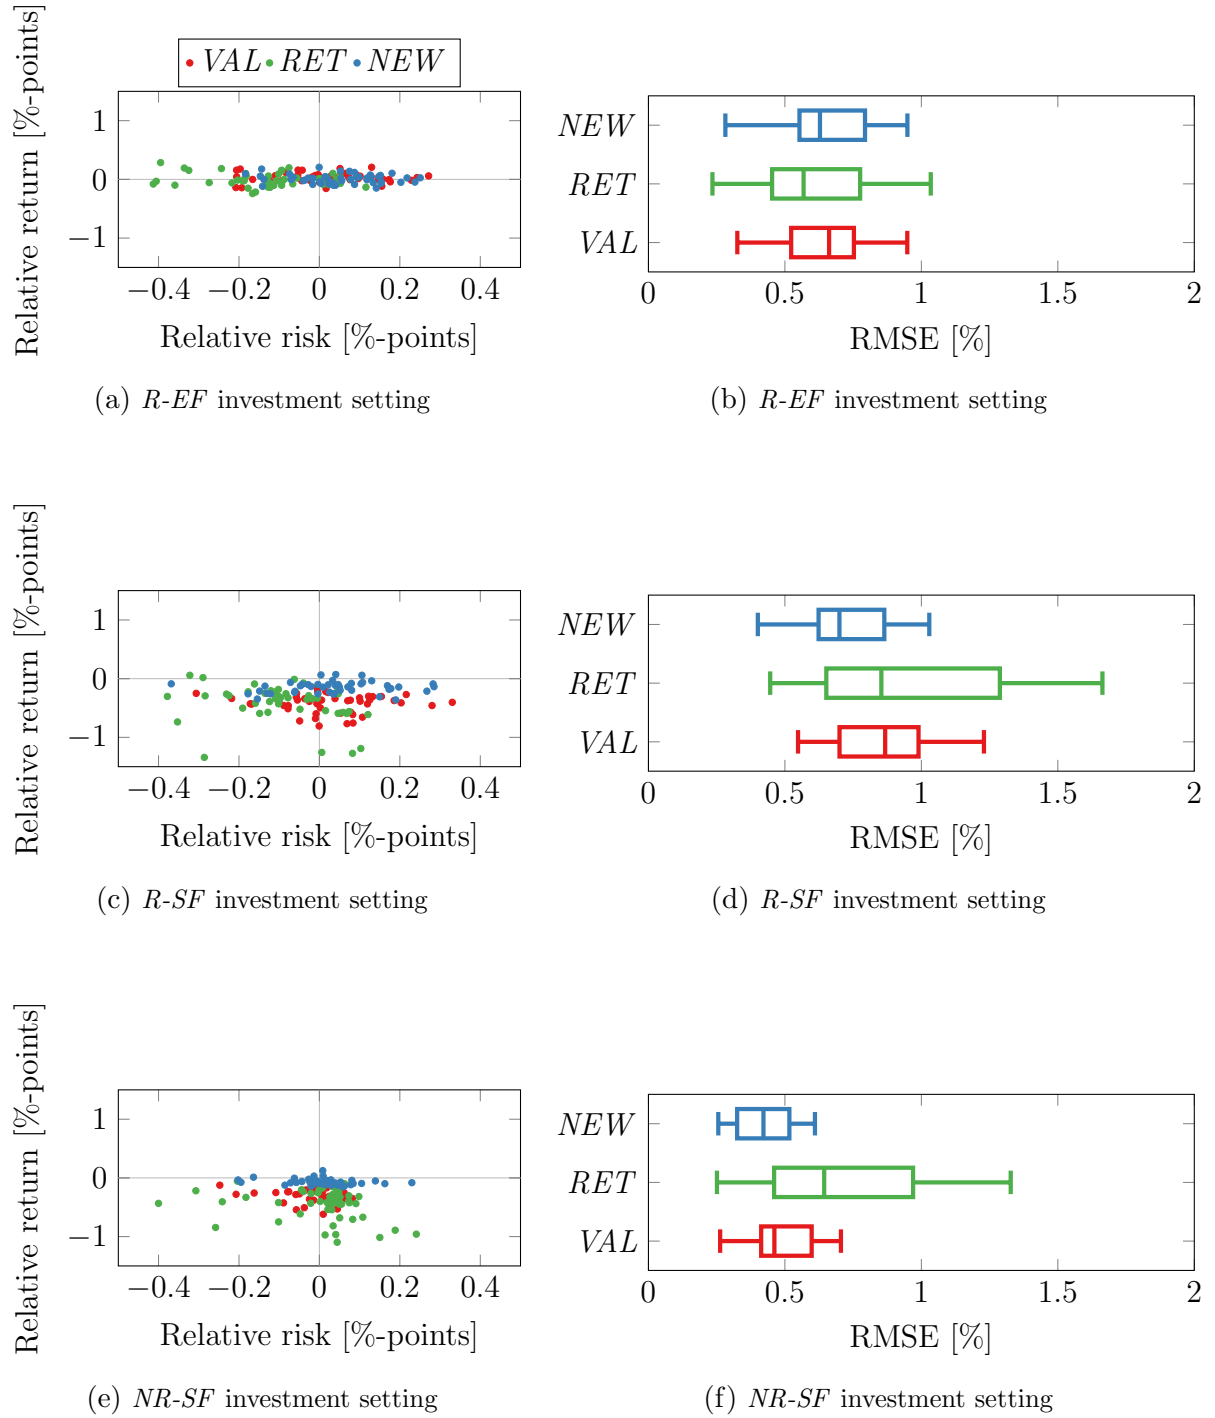 VAL RET NEW
Relative return [%-points]
1
0
−1
−0.4 −0.2 0 0.2 0.4
Relative risk [%-points]
(a) R-EF investment setting
NEW
RET
VAL
0 0.5 1 1.5 2
RMSE [%]
(b) R-EF investment setting
Relative return [%-points]
1
0
−1
−0.4 −0.2 0 0.2 0.4
Relative risk [%-points]
(c) R-SF investment setting
NEW
RET
VAL
0 0.5 1 1.5 2
RMSE [%]
(d) R-SF investment setting
Relative return [%-points]
1
0
−1
−0.4 −0.2 0 0.2 0.4
Relative risk [%-points]
(e) NR-SF investment setting
NEW
RET
VAL
0 0.5 1 1.5 2
RMSE [%]
(f) NR-SF investment setting